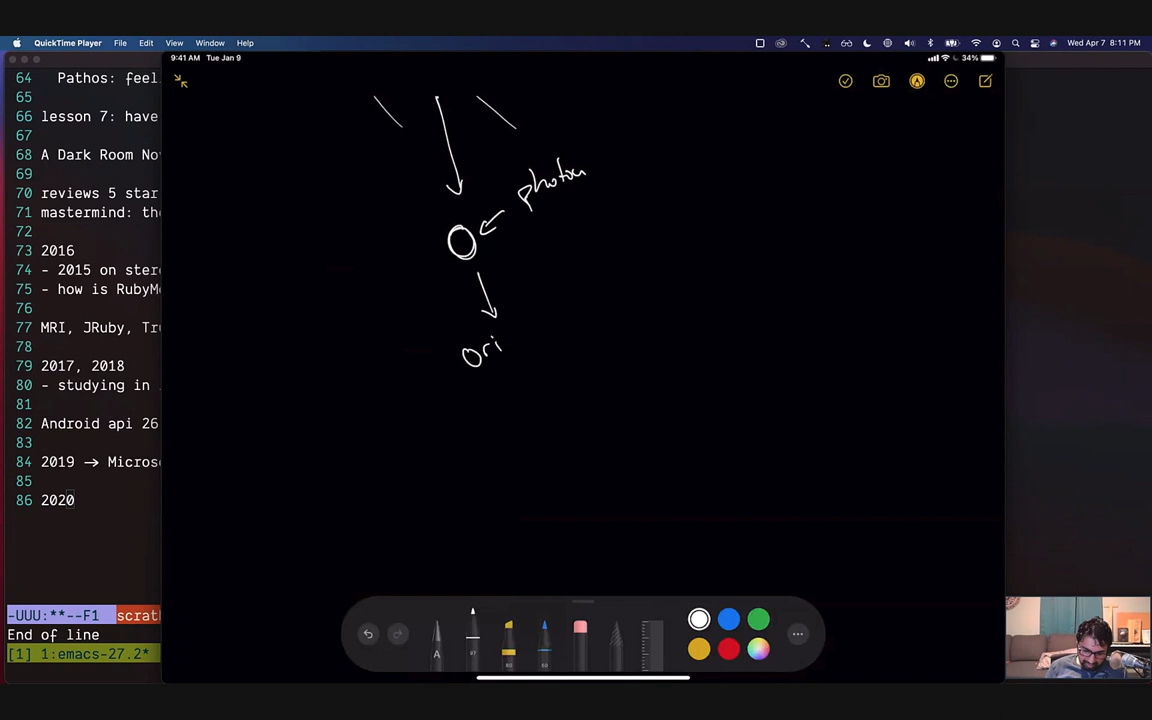 QuickTime Player File Edit View Window Help Wed Apr 7 8:11 PM
9:41 AM Tue Jan 9 34%
64 Pathos: feel
65
66 lesson 7: have
67
68 A Dark Room No
69
70 reviews 5 star
71 mastermind: th
72
73 2016
74 - 2015 on ster
75 - how is RubyM
76
77 MRI, JRuby, Tr
78
79 2017, 2018
80 - studying in
81
82 Android api 26
83
84 2019 → Micros
85
86 2020
photon
Ori
-UUU:**--F1 scrat
End of line
[1] 1:emacs-27.2*
A
80